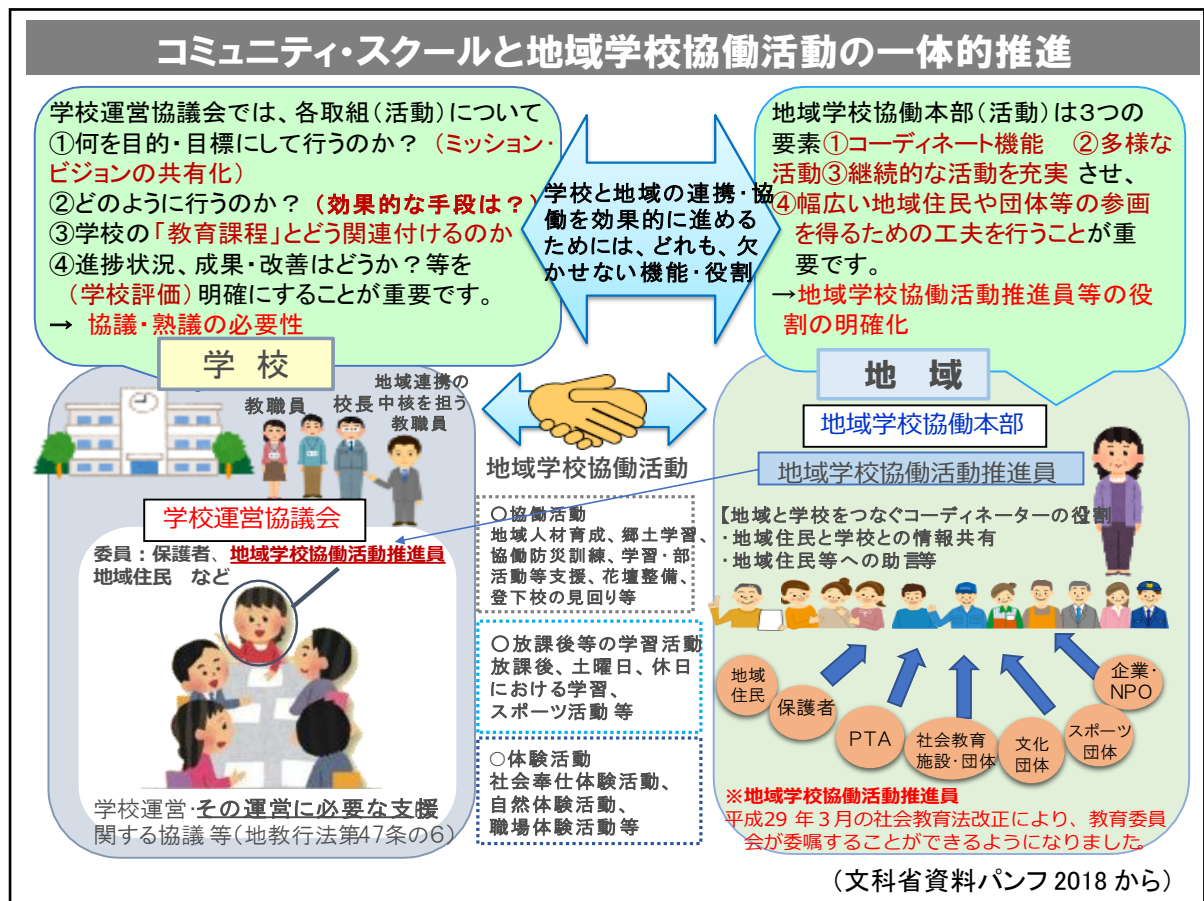 コミュニティ・スクールと地域学校協働活動の一体的推進
学校運営協議会では、各取組(活動)について
①何を目的・目標にして行うのか？（ミッション・
ビジョンの共有化）
②どのように行うのか？（効果的な手段は？）
③学校の「教育課程」とどう関連付けるのか
④進捗状況、成果・改善はどうか？等を
（学校評価）明確にすることが重要です。
→ 協議・熟議の必要性
学校と地域の連携・協
働を効果的に進める
ためには、どれも、欠
かせない機能・役割
地域学校協働本部(活動)は３つの
要素①コーディネート機能　②多様な
活動③継続的な活動を充実 させ、
④幅広い地域住民や団体等の参画
を得るための工夫を行うことが重
要です。
→地域学校協働活動推進員等の役
割の明確化
学 校
教職員
校長
地域連携の
中核を担う
教職員
学校運営協議会
委員：保護者、地域学校協働活動推進員
地域住民 など
学校運営・その運営に必要な支援
関する協議 等(地教行法第47条の6)
地域学校協働活動
○協働活動
地域人材育成、郷土学習、
協働防災訓練、学習・部
活動等支援、花壇整備、
登下校の見回り等
○放課後等の学習活動
放課後、土曜日、休日
における学習、
スポーツ活動 等
○体験活動
社会奉仕体験活動、
自然体験活動、
職場体験活動 等
地 域
地域学校協働本部
地域学校協働活動推進員
【地域と学校をつなぐコーディネーターの役割
・地域住民と学校との情報共有
・地域住民等への助言等
地域
住民
保護者
PTA
社会教育
施設・団体
文化
団体
スポーツ
団体
企業・
NPO
※地域学校協働活動推進員
平成29 年３月の社会教育法改正により、教育委員
会が委嘱することができるようになりました。
(文科省資料パンフ 2018 から)